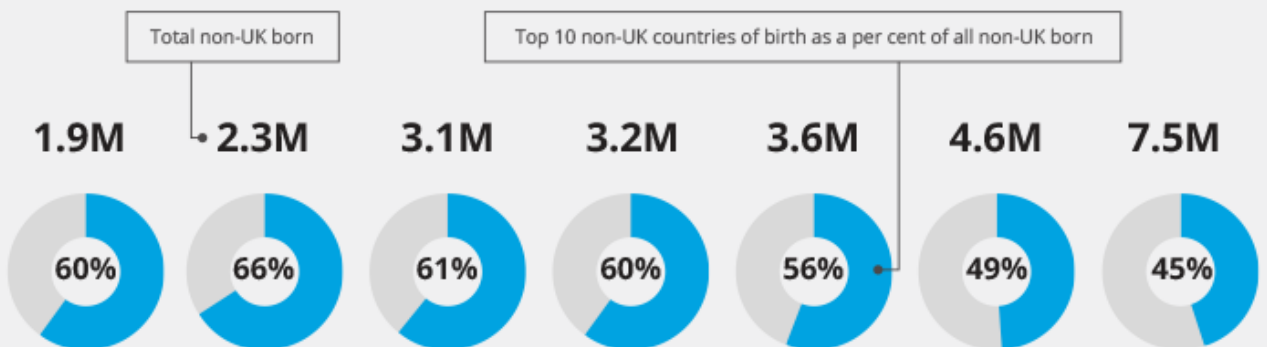 Total non-UK born
Top 10 non-UK countries of birth as a per cent of all non-UK born
1.9M 2.3M 3.1M 3.2M 3.6M 4.6M 7.5M
60% 66% 61% 60% 56% 49% 45%